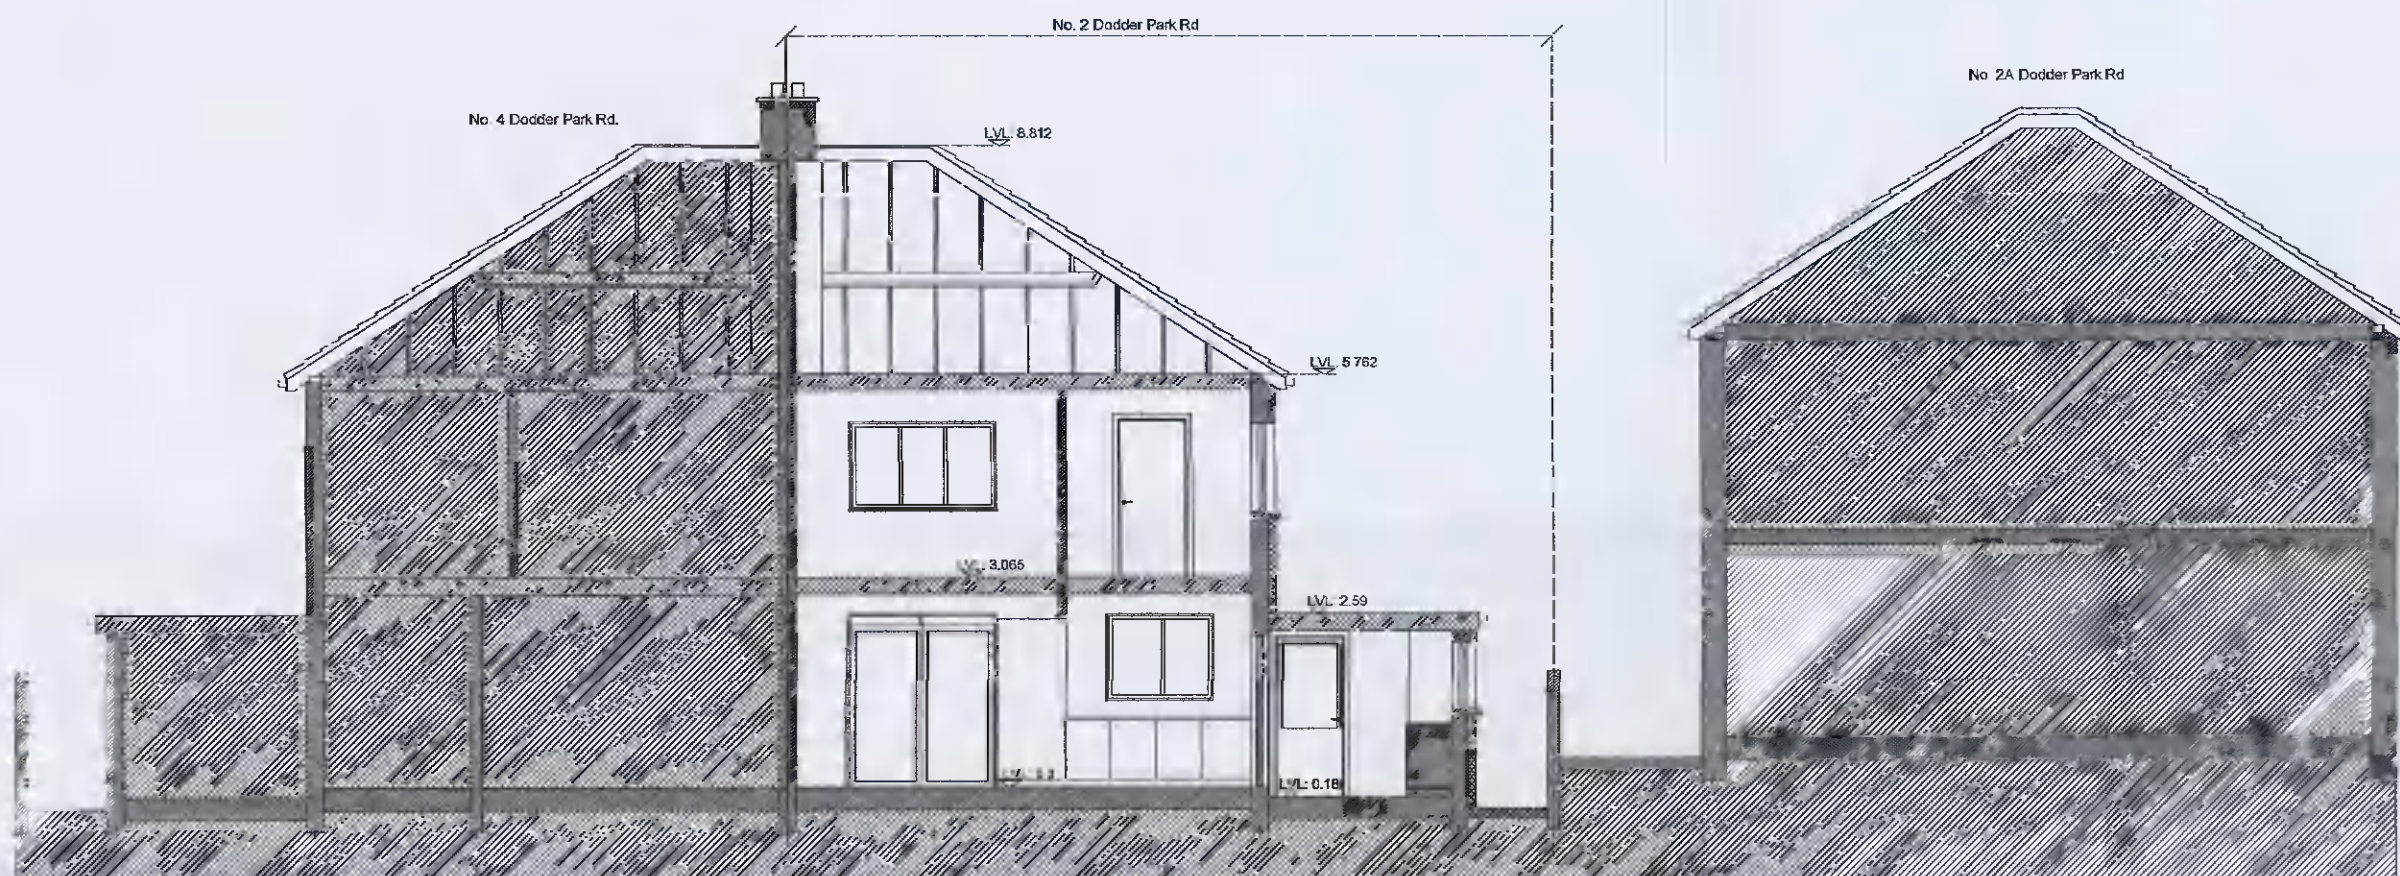 No. 2 Dodder Park Rd
No 2A Dodder Park Rd
No. 4 Dodder Park Rd.
LVL. 8.812
LVL. 5 762
3.065
LVL: 2.59
LVL: 0.18